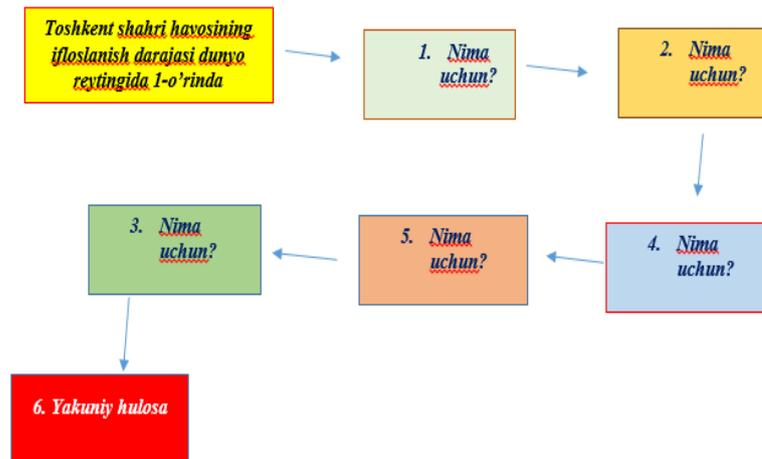 Toshkent shahri havosining
ifloslanish darajasi dunyo
reytingida 1-o’rinda
1. Nima
uchun?
2. Nima
uchun?
3. Nima
uchun?
5. Nima
uchun?
4. Nima
uchun?
6. Yakuniy hulosa